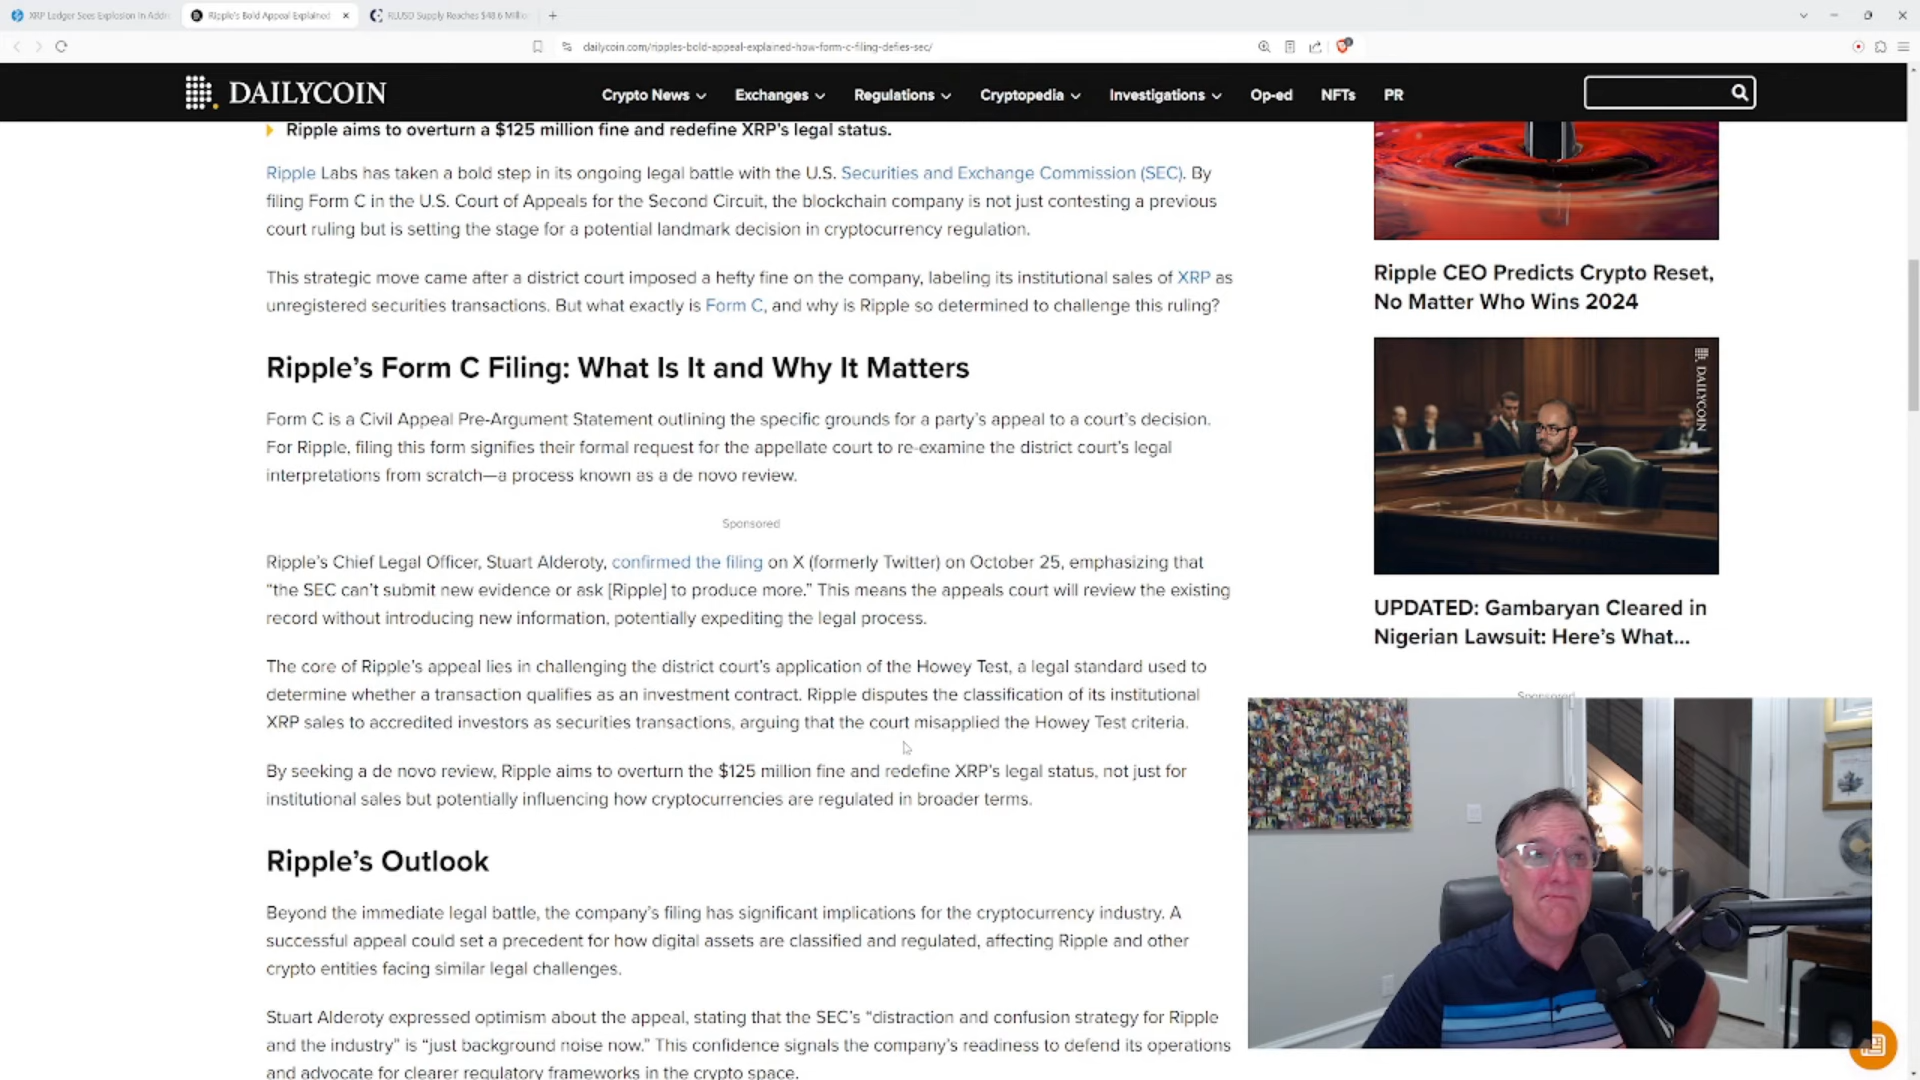 XRP Ledger Sees Explosion In Addr
Ripple's Bold Appeal Explained
RLUSD Supply Reaches $48.6 Millio
dailycoin.com/ripples-bold-appeal-explained-how-form-c-filing-defies-sec/
DAILYCOIN
Crypto News
Exchanges
Regulations
Cryptopedia
Investigations
Op-ed
NFTs
PR
Ripple aims to overturn a $125 million fine and redefine XRP's legal status.
Ripple Labs has taken a bold step in its ongoing legal battle with the U.S. Securities and Exchange Commission (SEC). By
filing Form C in the U.S. Court of Appeals for the Second Circuit, the blockchain company is not just contesting a previous
court ruling but is setting the stage for a potential landmark decision in cryptocurrency regulation.
This strategic move came after a district court imposed a hefty fine on the company, labeling its institutional sales of XRP as
unregistered securities transactions. But what exactly is Form C, and why is Ripple so determined to challenge this ruling?
Ripple's Form C Filing: What Is It and Why It Matters
Form C is a Civil Appeal Pre-Argument Statement outlining the specific grounds for a party's appeal to a court's decision.
For Ripple, filing this form signifies their formal request for the appellate court to re-examine the district court's legal
interpretations from scratch—a process known as a de novo review.
Sponsored
Ripple's Chief Legal Officer, Stuart Alderoty, confirmed the filing on X (formerly Twitter) on October 25, emphasizing that
"the SEC can't submit new evidence or ask [Ripple] to produce more." This means the appeals court will review the existing
record without introducing new information, potentially expediting the legal process.
The core of Ripple's appeal lies in challenging the district court's application of the Howey Test, a legal standard used to
determine whether a transaction qualifies as an investment contract. Ripple disputes the classification of its institutional
XRP sales to accredited investors as securities transactions, arguing that the court misapplied the Howey Test criteria.
By seeking a de novo review, Ripple aims to overturn the $125 million fine and redefine XRP's legal status, not just for
institutional sales but potentially influencing how cryptocurrencies are regulated in broader terms.
Ripple's Outlook
Beyond the immediate legal battle, the company's filing has significant implications for the cryptocurrency industry. A
successful appeal could set a precedent for how digital assets are classified and regulated, affecting Ripple and other
crypto entities facing similar legal challenges.
Stuart Alderoty expressed optimism about the appeal, stating that the SEC's "distraction and confusion strategy for Ripple
and the industry" is "just background noise now." This confidence signals the company's readiness to defend its operations
and advocate for clearer regulatory frameworks in the crypto space.
Ripple CEO Predicts Crypto Reset,
No Matter Who Wins 2024
DAILYCOIN
UPDATED: Gambaryan Cleared in
Nigerian Lawsuit: Here's What...
Sponsored